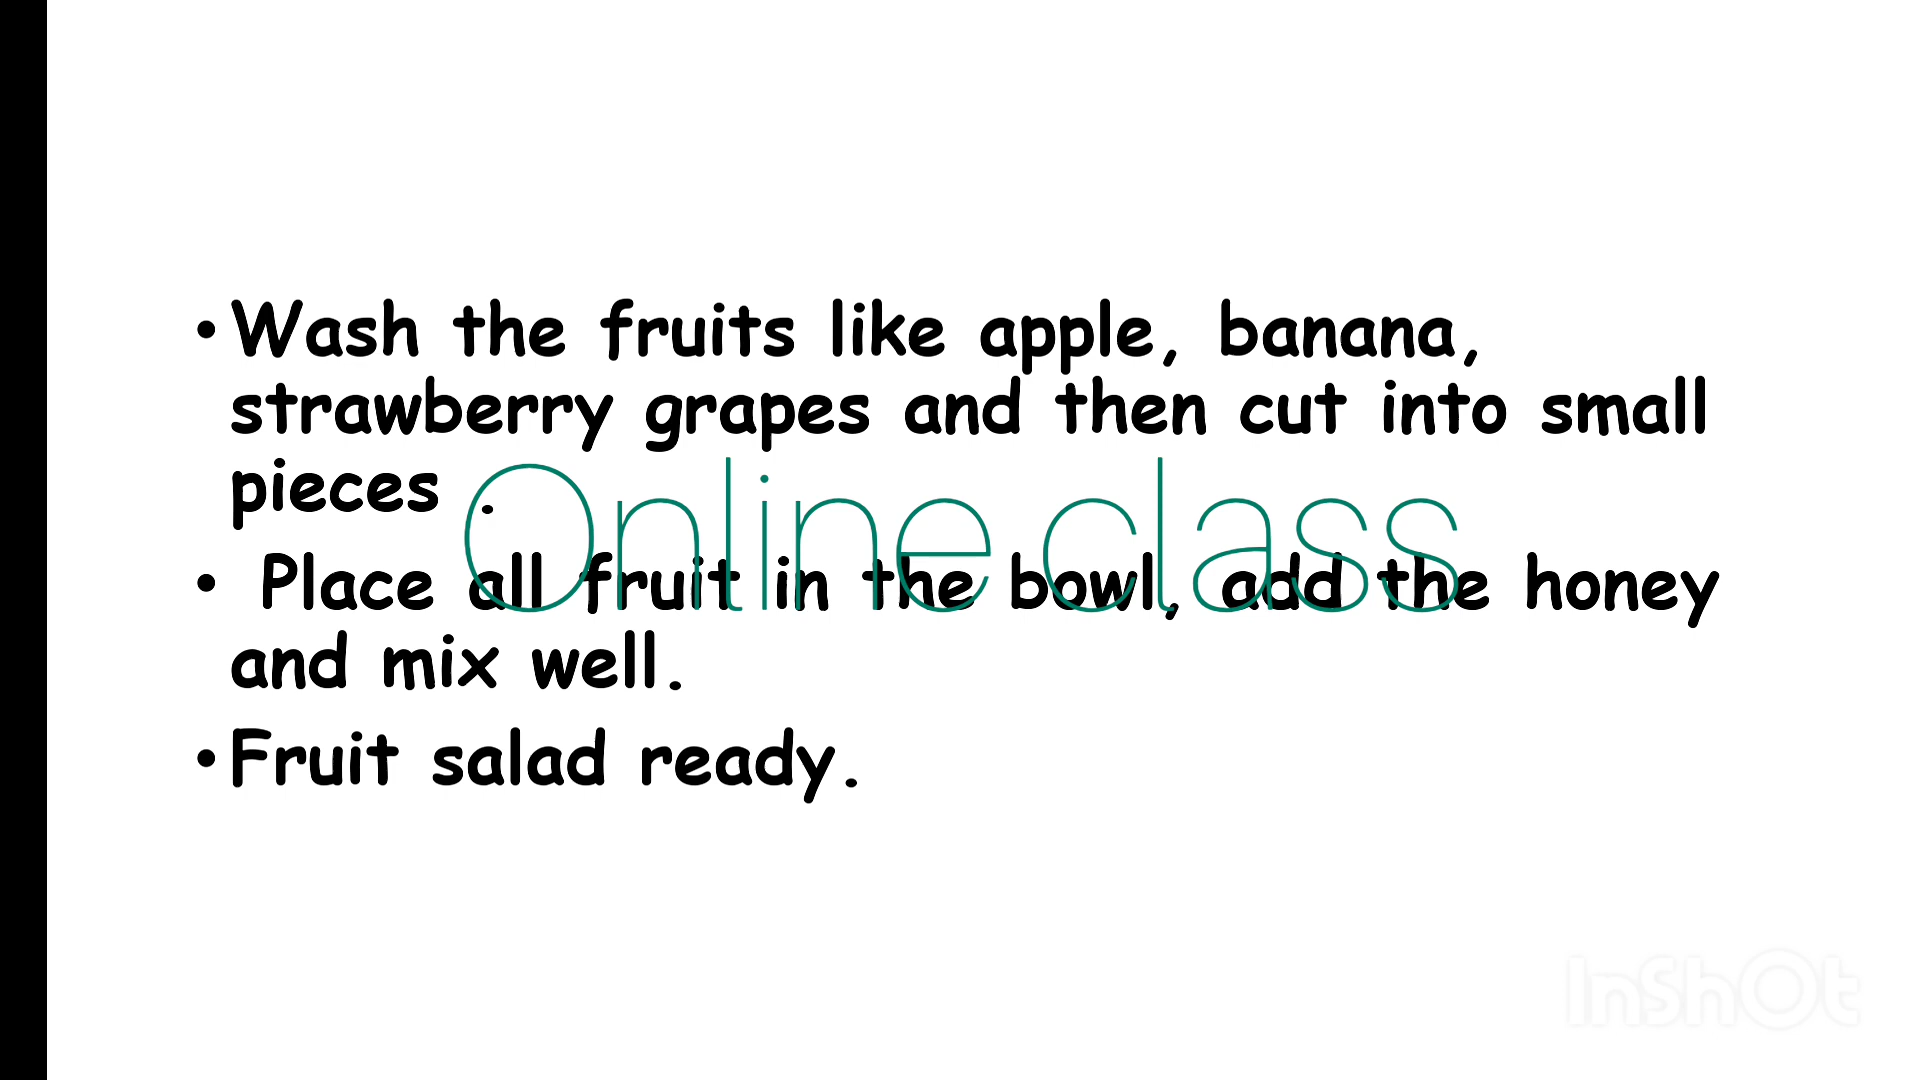 • Wash the fruits like apple, banana,
strawberry grapes and then cut into small
pieces .
Online class
• Place all fruit in the bowl, add the honey
and mix well.
• Fruit salad ready.
InShOt